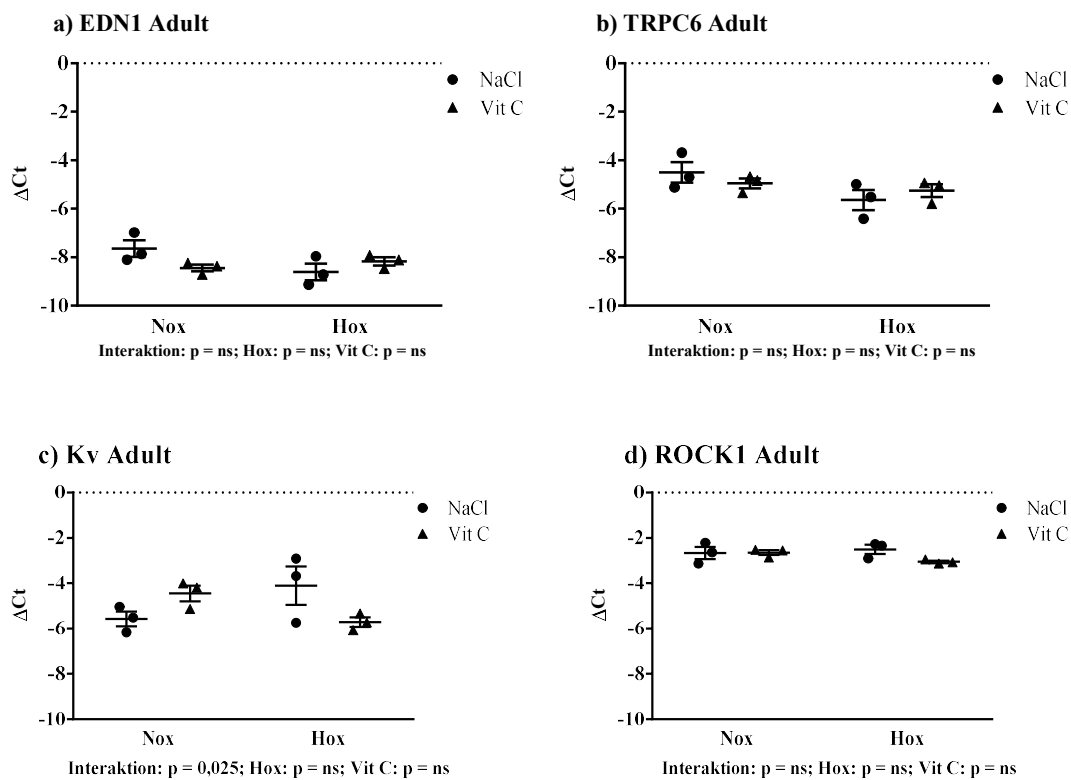 a) EDN1 Adult
0
-2
-4
-6
-8
-10
ΔCt
NaCl
Vit C
Nox
Hox
Interaktion: p = ns; Hox: p = ns; Vit C: p = ns
b) TRPC6 Adult
0
-2
-4
-6
-8
-10
ΔCt
NaCl
Vit C
Nox
Hox
Interaktion: p = ns; Hox: p = ns; Vit C: p = ns
c) Kv Adult
0
-2
-4
-6
-8
-10
ΔCt
NaCl
Vit C
Nox
Hox
Interaktion: p = 0,025; Hox: p = ns; Vit C: p = ns
d) ROCK1 Adult
0
-2
-4
-6
-8
-10
ΔCt
NaCl
Vit C
Nox
Hox
Interaktion: p = ns; Hox: p = ns; Vit C: p = ns